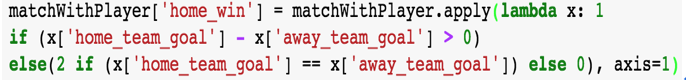 matchWithPlayer['home_win'] = matchWithPlayer.apply(lambda x: 1
if (x['home_team_goal'] - x['away_team_goal'] > 0)
else(2 if (x['home_team_goal'] == x['away_team_goal']) else 0), axis=1)